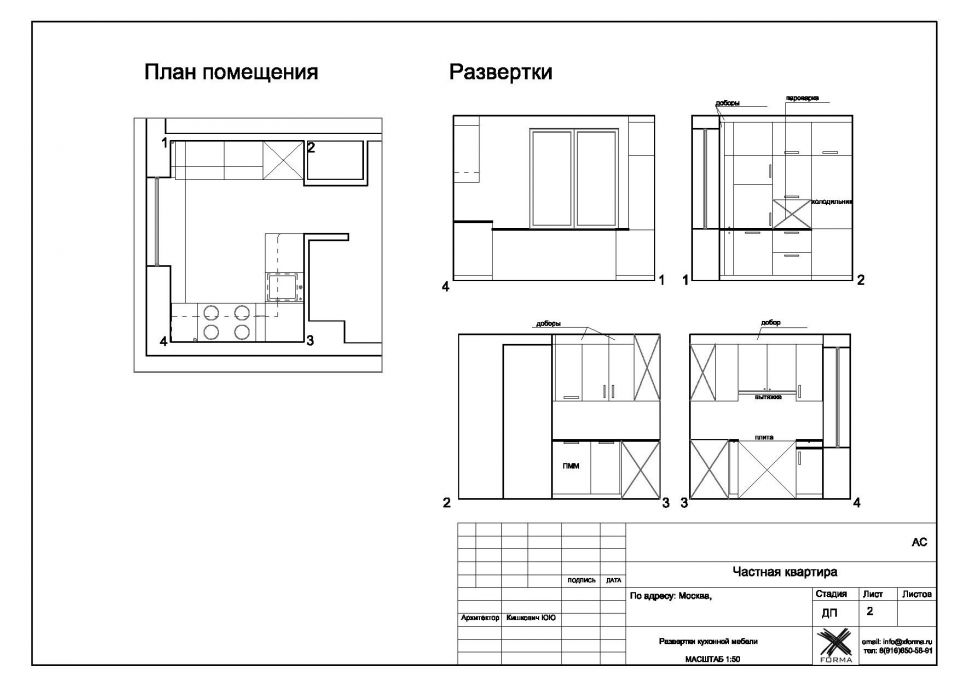 План помещения
Развертки
1
2
4
3
4
1
доборы
пароварка
холодильник
1
2
доборы
ПММ
2
3
добор
вытяжка
плита
3
4
АС
Частная квартира
ПОДПИСЬ ДАТА
По адресу: Москва,
Стадия Лист Листов
ДП 2
Архитектор Кишкович Ю.Ю
Развертки кухонной мебели
МАСШТАБ 1:50
FORMA
email: info@xforma.ru
тел: 8(916)650-58-91